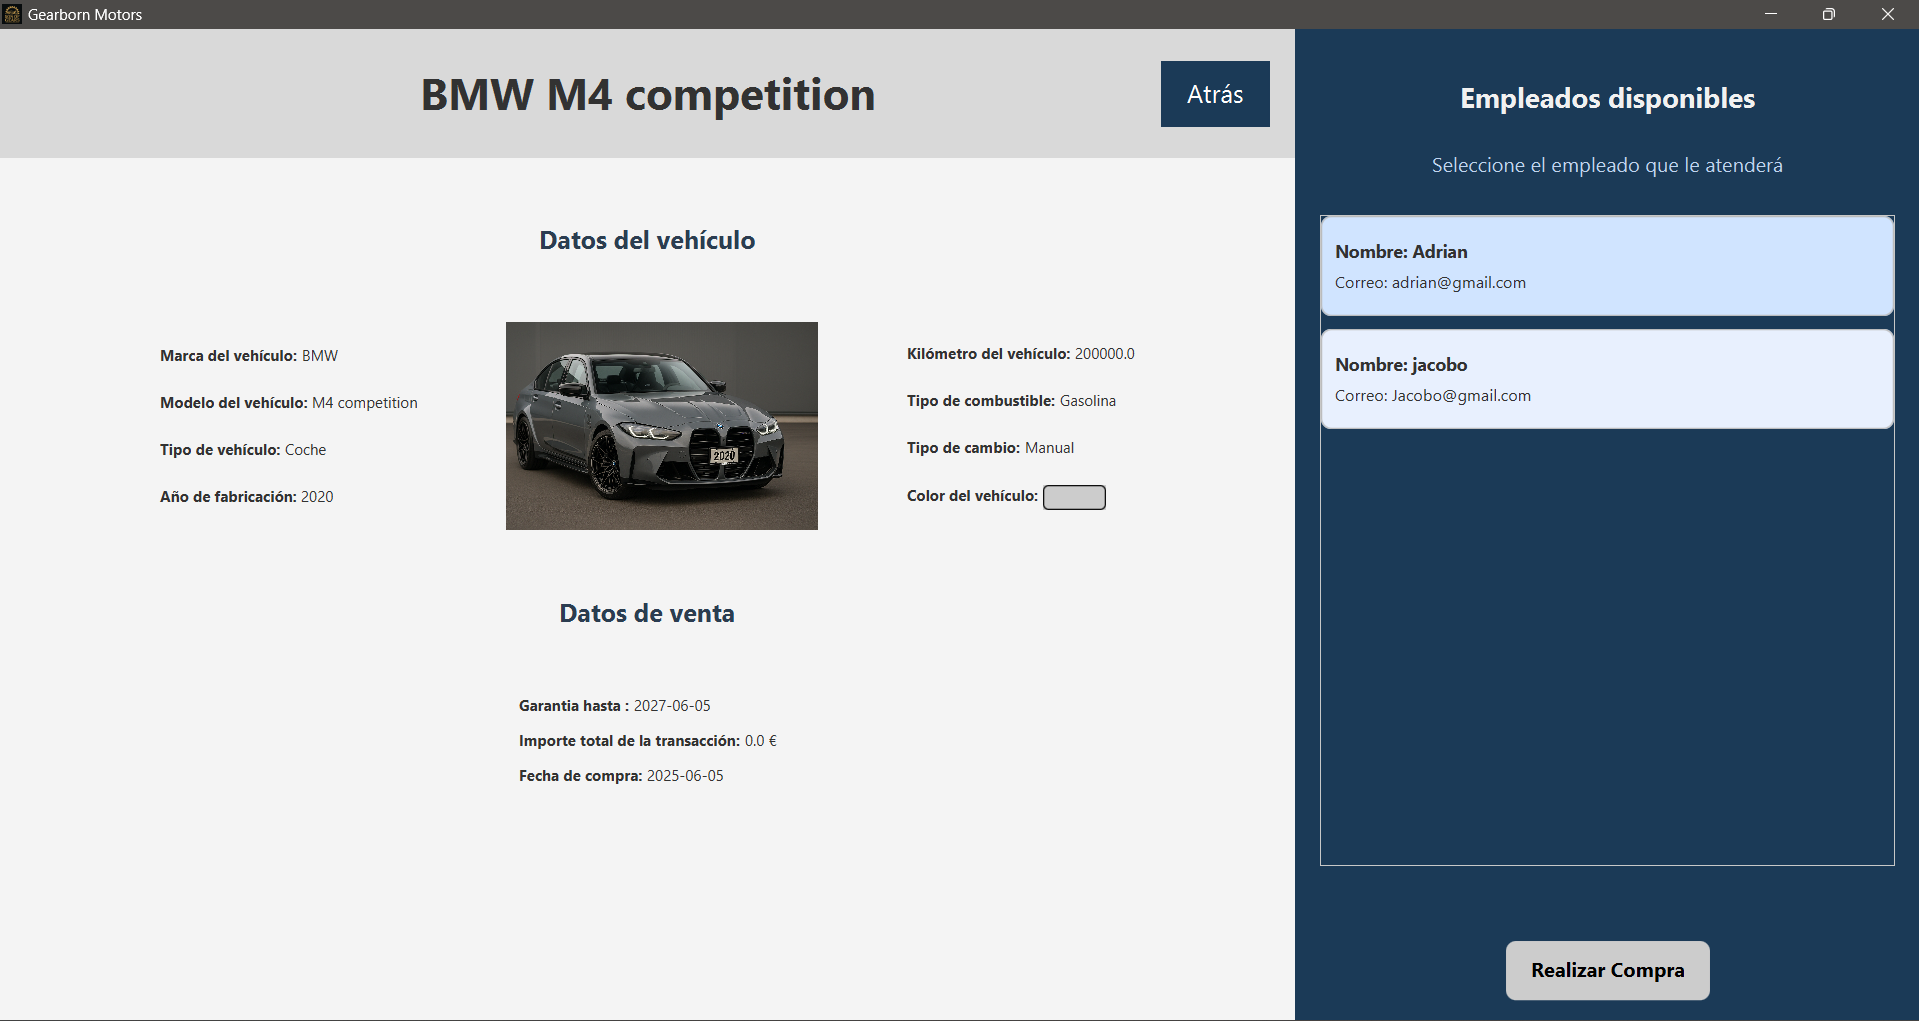 Gearborn Motors
BMW M4 competition
Atrás
Datos del vehículo
Marca del vehículo: BMW
Modelo del vehículo: M4 competition
Tipo de vehículo: Coche
Año de fabricación: 2020
2020
Kilómetro del vehículo: 200000.0
Tipo de combustible: Gasolina
Tipo de cambio: Manual
Color del vehículo:
Datos de venta
Garantia hasta : 2027-06-05
Importe total de la transacción: 0.0 €
Fecha de compra: 2025-06-05
Empleados disponibles
Seleccione el empleado que le atenderá
Nombre: Adrian
Correo: adrian@gmail.com
Nombre: jacobo
Correo: Jacobo@gmail.com
Realizar Compra